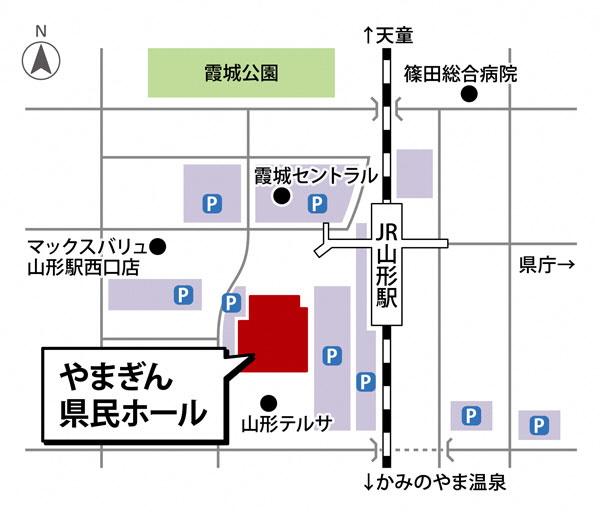 N
↑天童
霞城公園
篠田総合病院
霞城セントラル
P
P
マックスバリュ
山形駅西口店
JR山形駅
県庁→
P
P
P
P
やまぎん
県民ホール
山形テルサ
P
P
↓かみのやま温泉